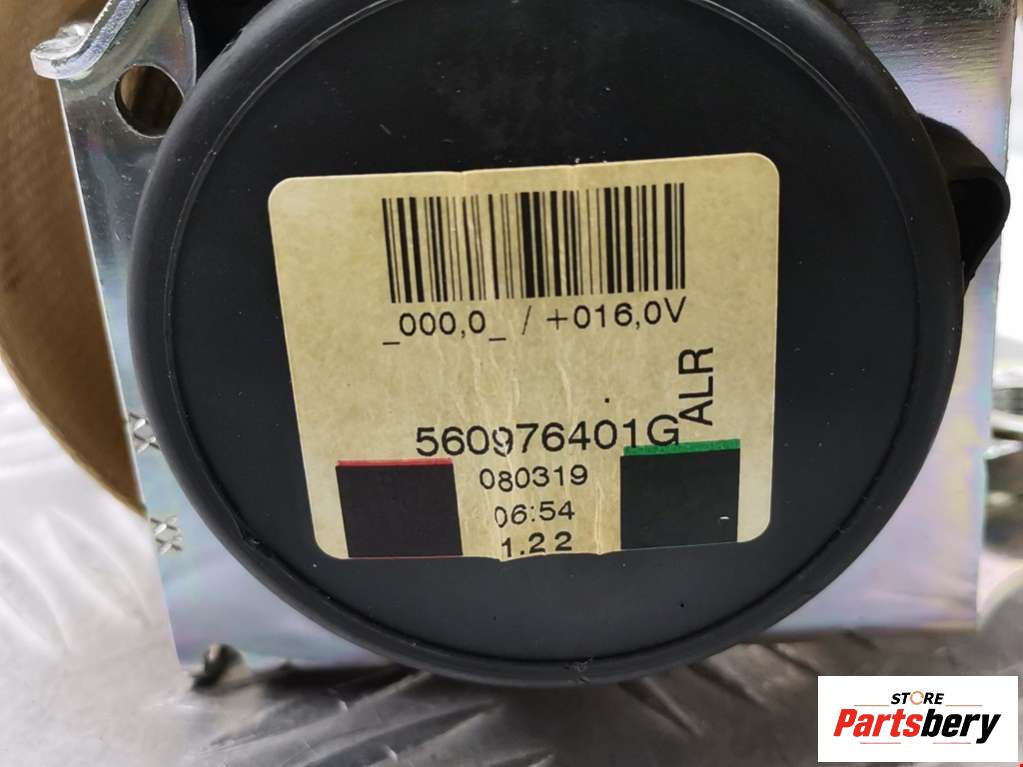 _000,0_ / +016,0V
ALR
560976401G
080319
06:54
1.22
STORE
Partsbery